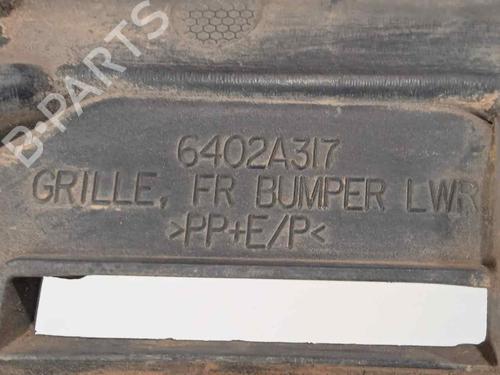 B-PARTS
6402A317
GRILLE, FR BUMPER LWR
>PP+E/P<